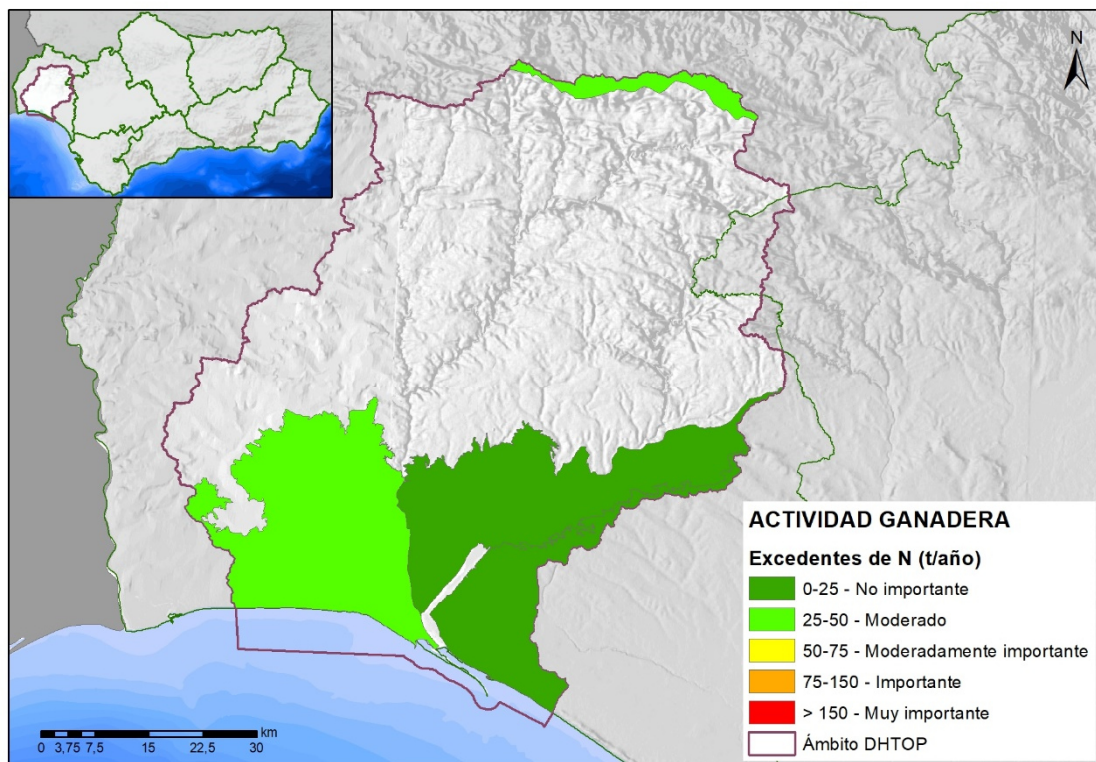 N
ACTIVIDAD GANADERA
Excedentes de N (t/año)
0-25 - No importante
25-50 - Moderado
50-75 - Moderadamente importante
75-150 - Importante
> 150 - Muy importante
Ámbito DHTOP
km
0 3,75 7,5 15 22,5 30